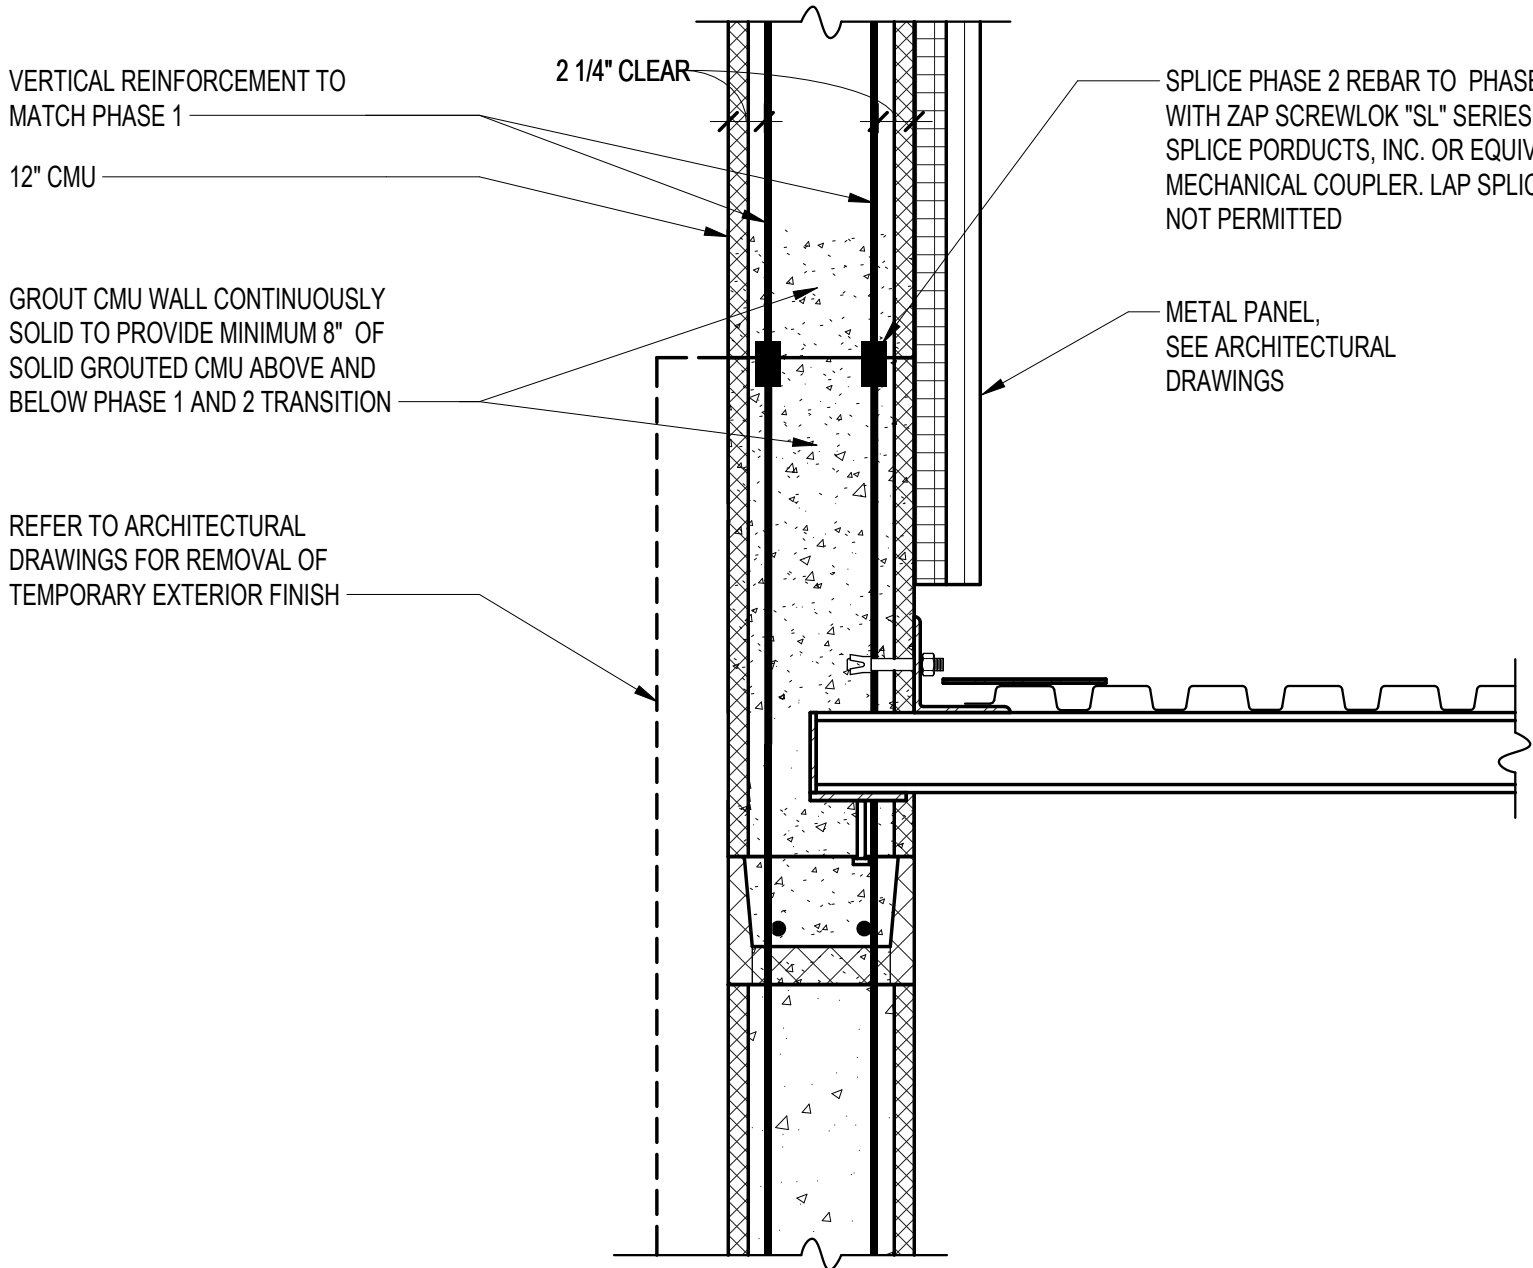 VERTICAL REINFORCEMENT TO
MATCH PHASE 1
12" CMU
GROUT CMU WALL CONTINUOUSLY
SOLID TO PROVIDE MINIMUM 8" OF
SOLID GROUTED CMU ABOVE AND
BELOW PHASE 1 AND 2 TRANSITION
REFER TO ARCHITECTURAL
DRAWINGS FOR REMOVAL OF
TEMPORARY EXTERIOR FINISH
2 1/4" CLEAR
SPLICE PHASE 2 REBAR TO PHASE
WITH ZAP SCREWLOK "SL" SERIES
SPLICE PORDUCTS, INC. OR
MECHANICAL COUPLER. LAP
NOT PERMITTED
METAL PANEL,
SEE ARCHITECTURAL
DRAWINGS